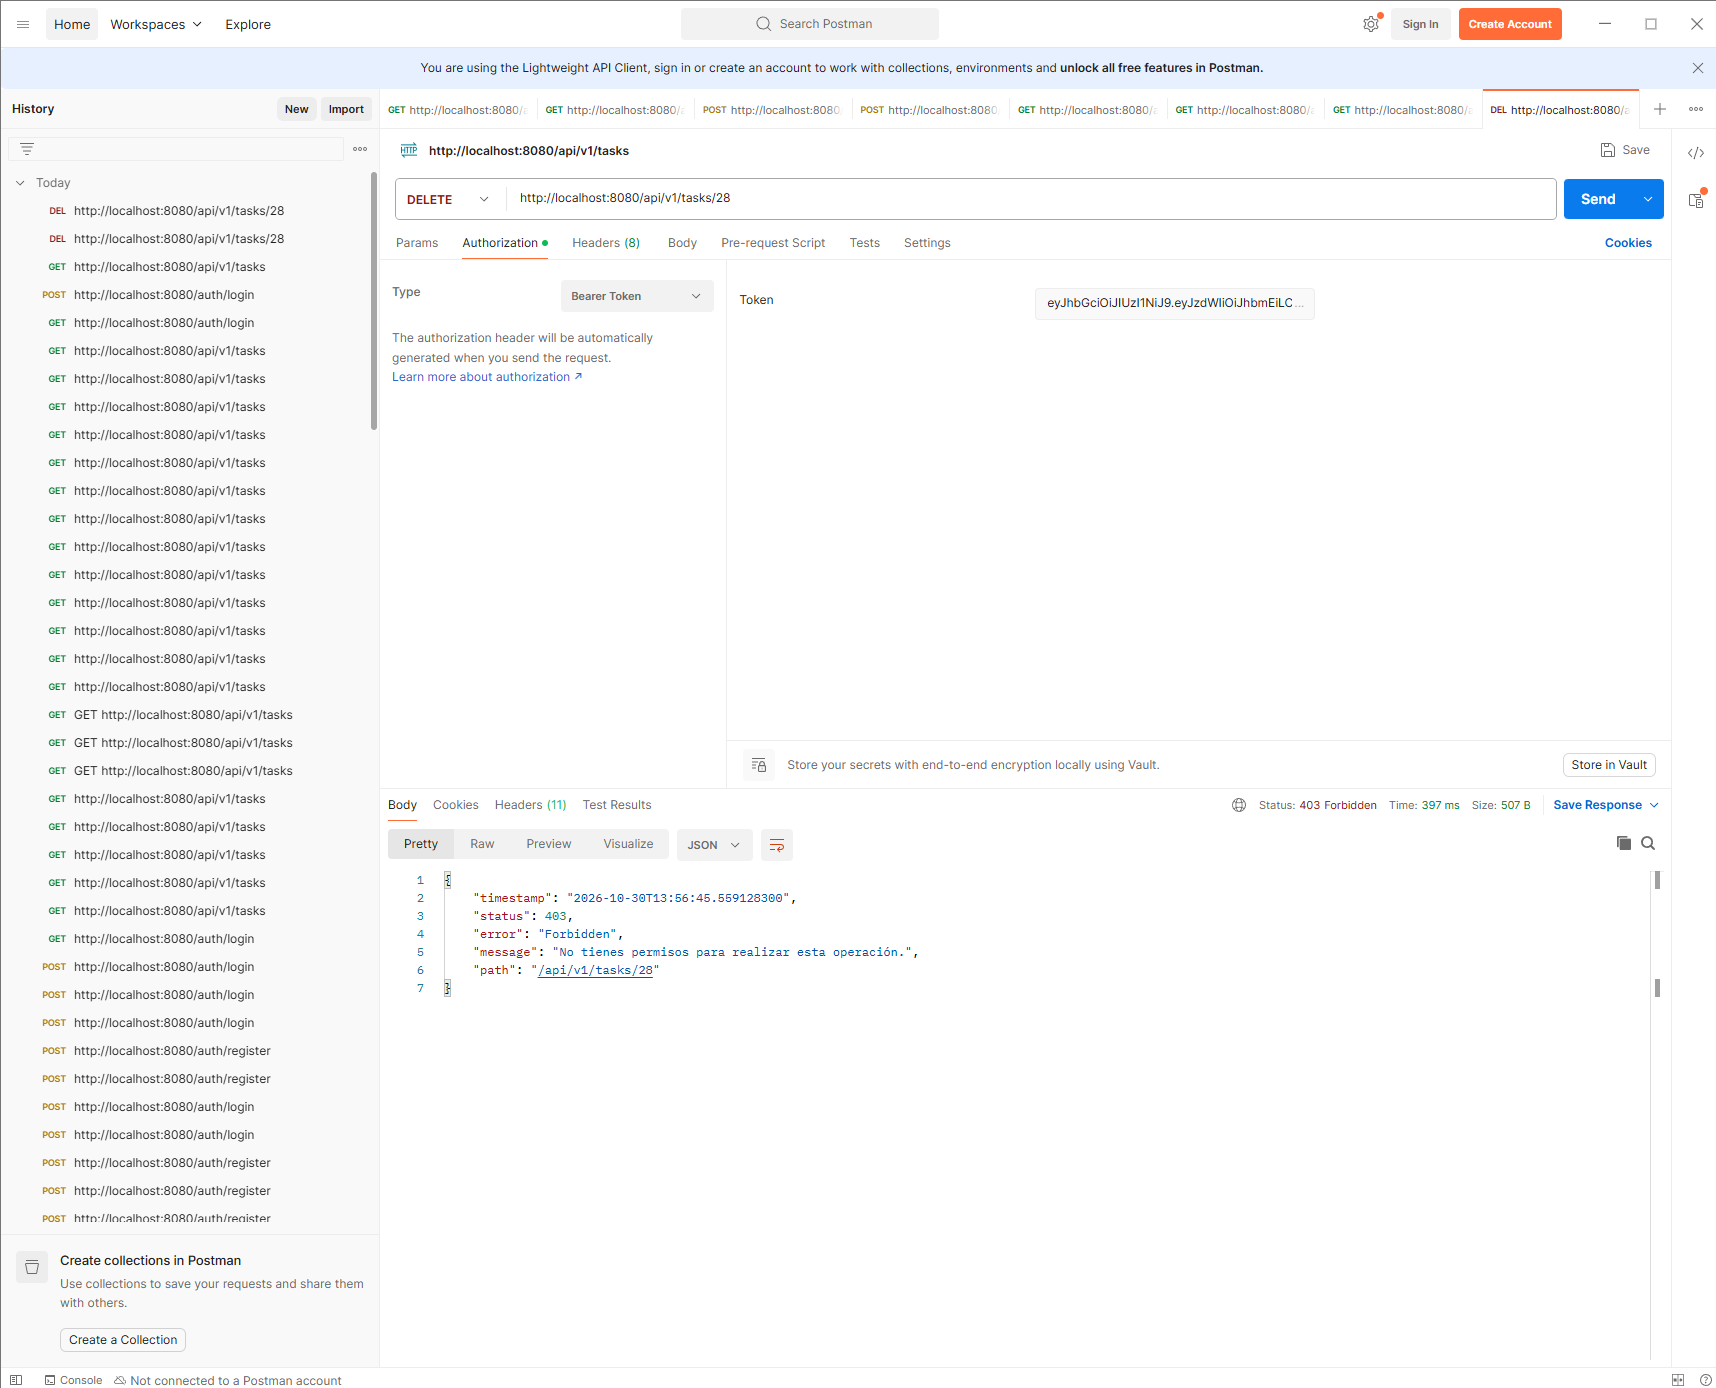 Home Workspaces Explore Search Postman Sign In Create Account
You are using the Lightweight API Client, sign in or create an account to work with collections, environments and unlock all free features in Postman.
History New Import
GET http://localhost:8080/ GET http://localhost:8080/ POST http://localhost:8080 POST http://localhost:8080 GET http://localhost:8080/ GET http://localhost:8080/ GET http://localhost:8080/ DEL http://localhost:8080/
HTTP http://localhost:8080/api/v1/tasks Save
DELETE http://localhost:8080/api/v1/tasks/28 Send
Params Authorization Headers (8) Body Pre-request Script Tests Settings Cookies
Type Bearer Token
The authorization header will be automatically
generated when you send the request.
Learn more about authorization
Token eyJhbGciOiJIUzI1NiJ9.eyJzdWIiOiJhbmEiLC...
Store your secrets with end-to-end encryption locally using Vault. Store in Vault
Today
DEL http://localhost:8080/api/v1/tasks/28
DEL http://localhost:8080/api/v1/tasks/28
GET http://localhost:8080/api/v1/tasks
POST http://localhost:8080/auth/login
GET http://localhost:8080/auth/login
GET http://localhost:8080/api/v1/tasks
GET http://localhost:8080/api/v1/tasks
GET http://localhost:8080/api/v1/tasks
GET http://localhost:8080/api/v1/tasks
GET http://localhost:8080/api/v1/tasks
GET http://localhost:8080/api/v1/tasks
GET http://localhost:8080/api/v1/tasks
GET http://localhost:8080/api/v1/tasks
GET http://localhost:8080/api/v1/tasks
GET http://localhost:8080/api/v1/tasks
GET http://localhost:8080/api/v1/tasks
GET http://localhost:8080/api/v1/tasks
GET http://localhost:8080/api/v1/tasks
GET GET http://localhost:8080/api/v1/tasks
GET GET http://localhost:8080/api/v1/tasks
GET GET http://localhost:8080/api/v1/tasks
GET http://localhost:8080/api/v1/tasks
GET http://localhost:8080/api/v1/tasks
GET http://localhost:8080/api/v1/tasks
GET http://localhost:8080/api/v1/tasks
GET http://localhost:8080/api/v1/tasks
GET http://localhost:8080/auth/login
POST http://localhost:8080/auth/login
POST http://localhost:8080/auth/login
POST http://localhost:8080/auth/login
POST http://localhost:8080/auth/register
POST http://localhost:8080/auth/register
POST http://localhost:8080/auth/login
POST http://localhost:8080/auth/login
POST http://localhost:8080/auth/register
POST http://localhost:8080/auth/register
POST http://localhost:8080/auth/register
Body Cookies Headers (11) Test Results Status: 403 Forbidden Time: 397 ms Size: 507 B Save Response
Pretty Raw Preview Visualize JSON
1 {
2 "timestamp": "2026-10-30T13:56:45.559128300",
3 "status": 403,
4 "error": "Forbidden",
5 "message": "No tienes permisos para realizar esta operación.",
6 "path": "/api/v1/tasks/28"
7 }
Create collections in Postman
Use collections to save your requests and share them
with others.
Create a Collection
Console Not connected to a Postman account